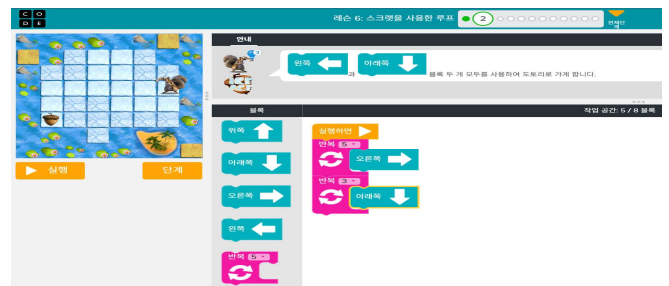 C O
D E
레슨 6: 스크랫을 사용한 루프
2
안내
왼쪽 과 아래쪽 블록 두 개 모두를 사용하여 도토리로 가게 합니다.
블록
작업 공간: 5 / 8 블록
위쪽
아래쪽
오른쪽
왼쪽
반복 5
실행하면
반복 5
오른쪽
반복 3
아래쪽
실행
단계